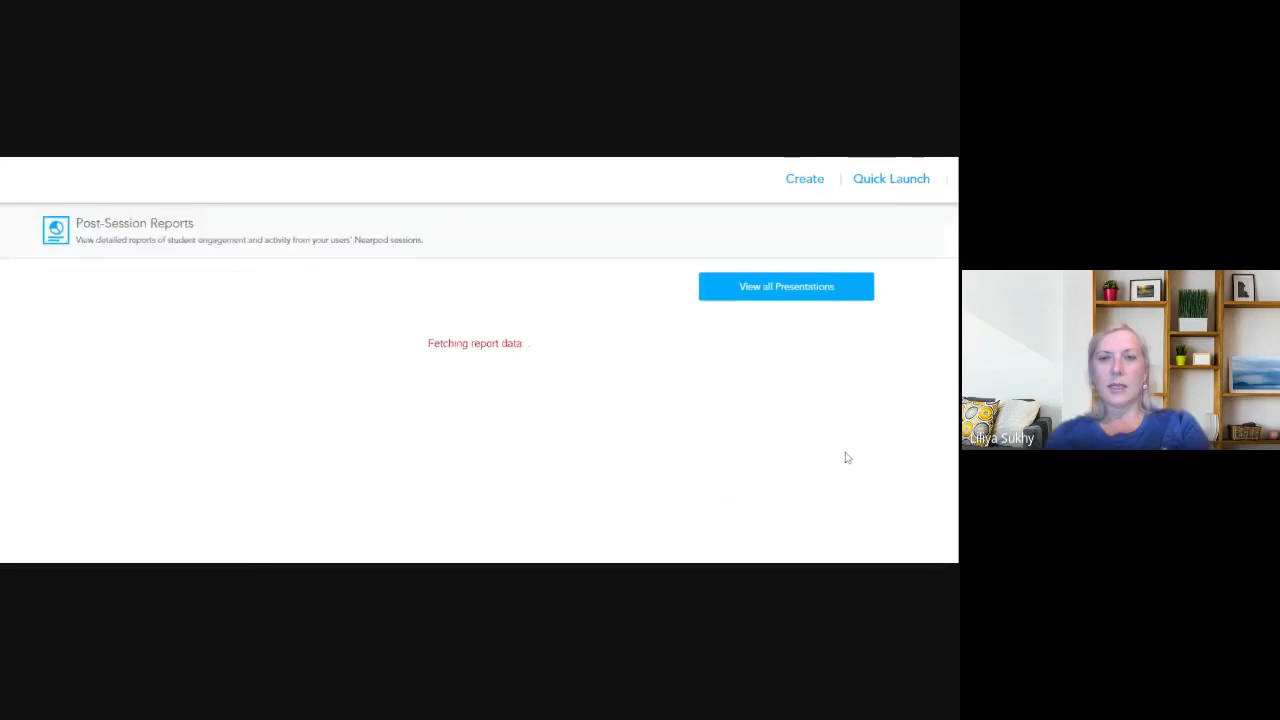 Create
Quick Launch
Post-Session Reports
View detailed reports of student engagement and activity from your users' Nearpod sessions.
View all Presentations
Fetching report data .
Liliya Sukhy